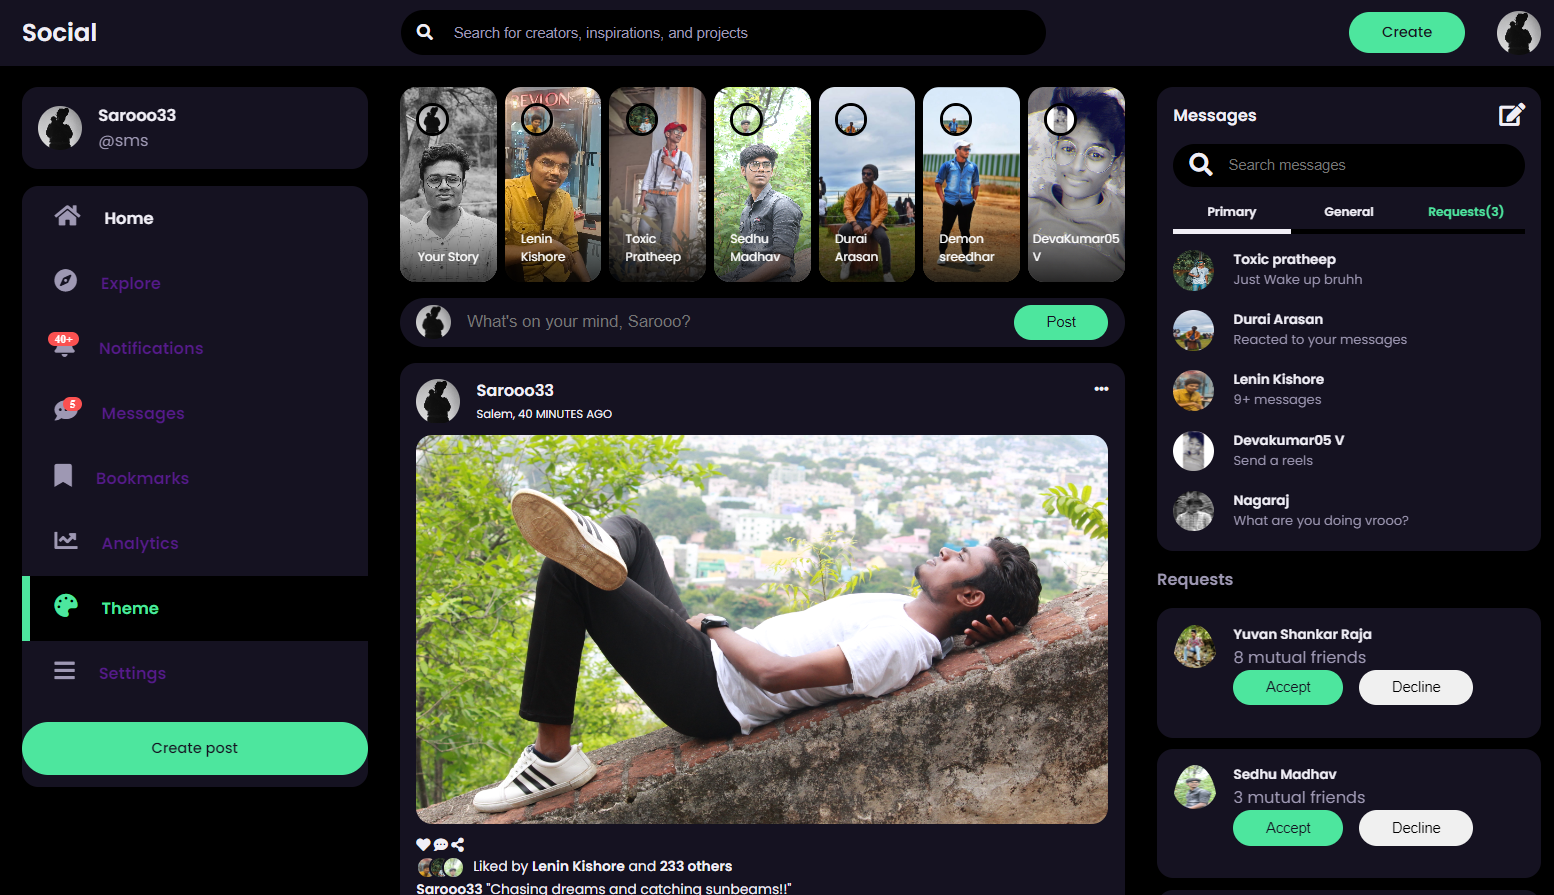 Social
Search for creators, inspirations, and projects
Create
Sarooo33
@sms
Home
Explore
40+
Notifications
5
Messages
Bookmarks
Analytics
Theme
Settings
Create post
REVLON
Your Story
Lenin
Kishore
Toxic
Pratheep
Sedhu
Madhav
Durai
Arasan
Demon
sreedhar
DevaKumar05
V
What's on your mind, Sarooo?
Post
Sarooo33
Salem, 40 MINUTES AGO
Liked by Lenin Kishore and 233 others
Sarooo33 "Chasing dreams and catching sunbeams!!"
Messages
Search messages
Primary
General
Requests(3)
Toxic pratheep
Just Wake up bruhh
Durai Arasan
Reacted to your messages
Lenin Kishore
9+ messages
Devakumar05 V
Send a reels
Nagaraj
What are you doing vrooo?
Requests
Yuvan Shankar Raja
8 mutual friends
Accept
Decline
Sedhu Madhav
3 mutual friends
Accept
Decline